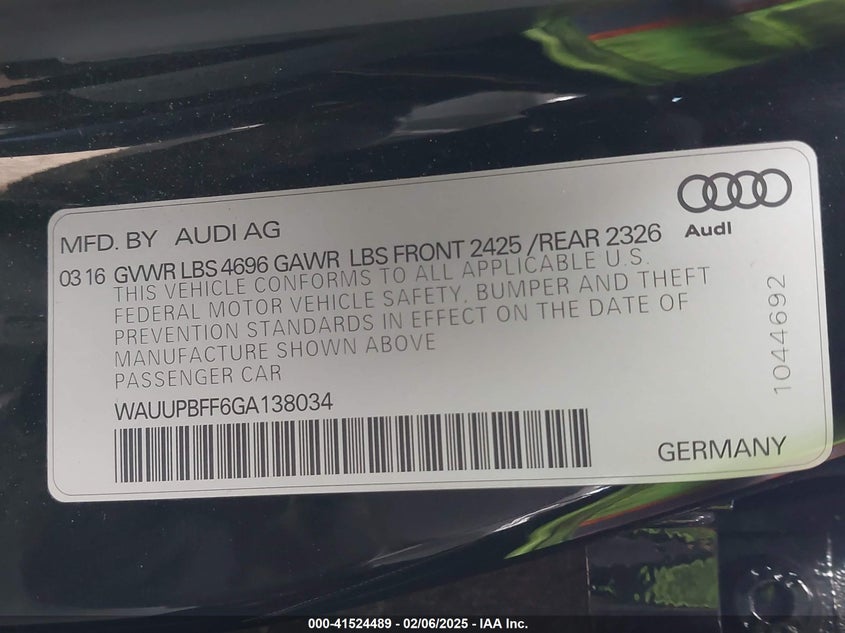 MFD. BY AUDI AG
Audi
03 16 GVWR LBS 4696 GAWR LBS FRONT 2425 /REAR 2326
THIS VEHICLE CONFORMS TO ALL APPLICABLE U.S.
FEDERAL MOTOR VEHICLE SAFETY, BUMPER AND THEFT
PREVENTION STANDARDS IN EFFECT ON THE DATE OF
MANUFACTURE SHOWN ABOVE
PASSENGER CAR
1044692
WAUUPBFF6GA138034
GERMANY
000-41524489 - 02/06/2025 - IAA Inc.